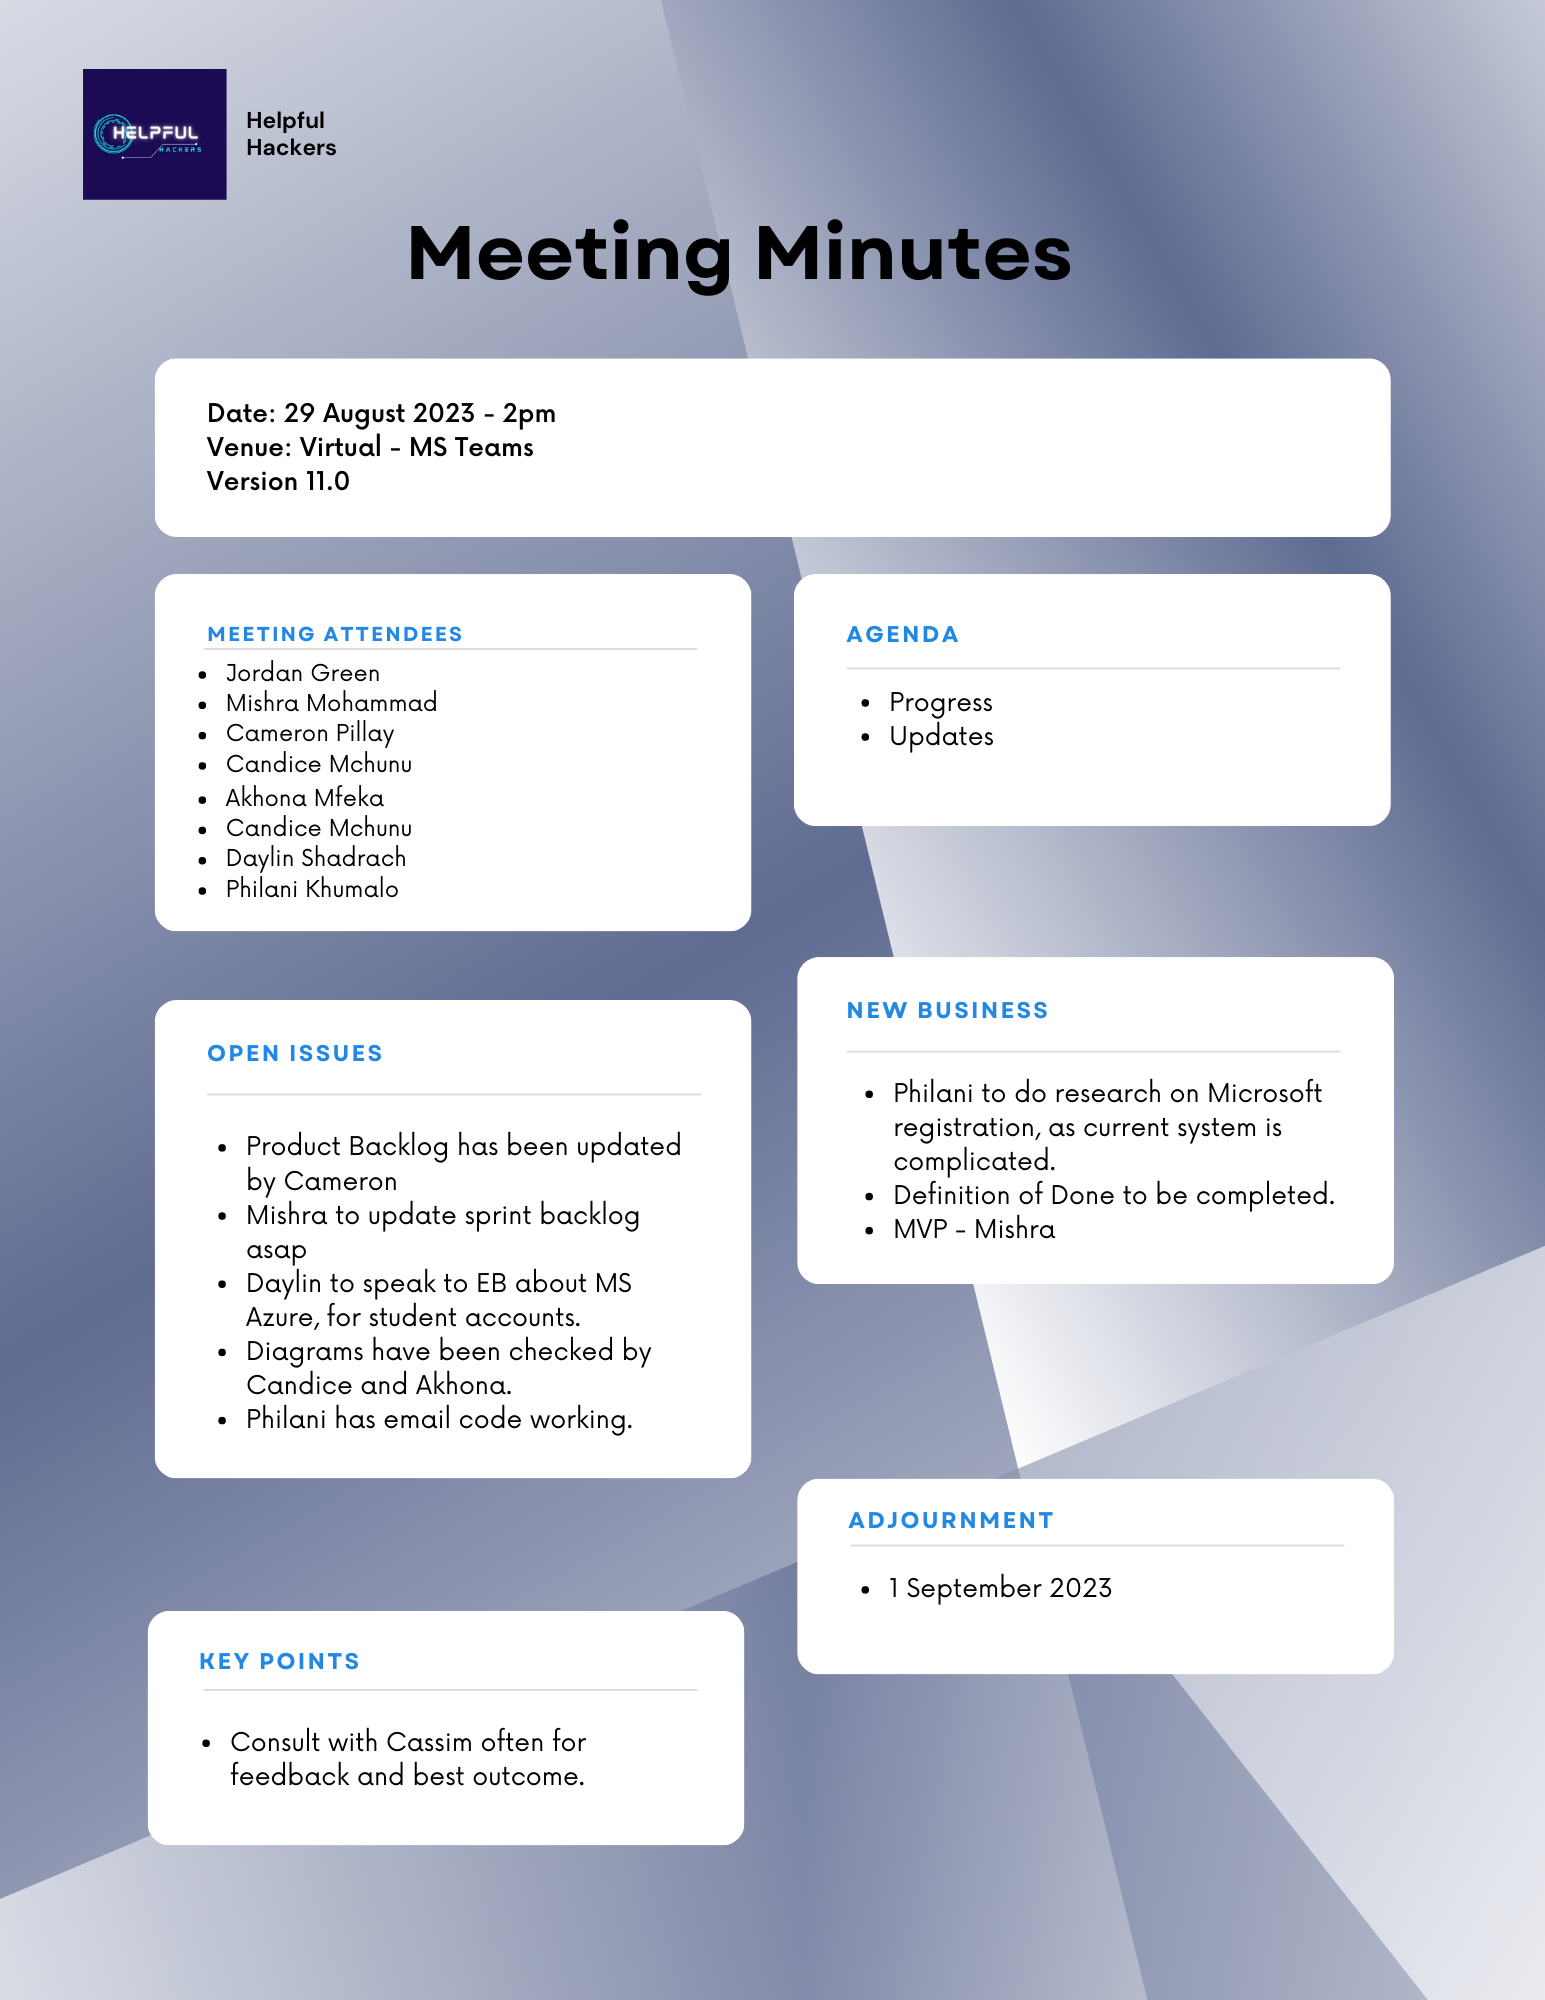 HELPFUL
HACKERS
Helpful
Hackers
Meeting Minutes
Date: 29 August 2023 - 2pm
Venue: Virtual - MS Teams
Version 11.0
MEETING ATTENDEES
• Jordan Green
• Mishra Mohammad
• Cameron Pillay
• Candice Mchunu
• Akhona Mfeka
• Candice Mchunu
• Daylin Shadrach
• Philani Khumalo
AGENDA
• Progress
• Updates
OPEN ISSUES
• Product Backlog has been updated
by Cameron
• Mishra to update sprint backlog
asap
• Daylin to speak to EB about MS
Azure, for student accounts.
• Diagrams have been checked by
Candice and Akhona.
• Philani has email code working.
NEW BUSINESS
• Philani to do research on Microsoft
registration, as current system is
complicated.
• Definition of Done to be completed.
• MVP - Mishra
ADJOURNMENT
• 1 September 2023
KEY POINTS
• Consult with Cassim often for
feedback and best outcome.